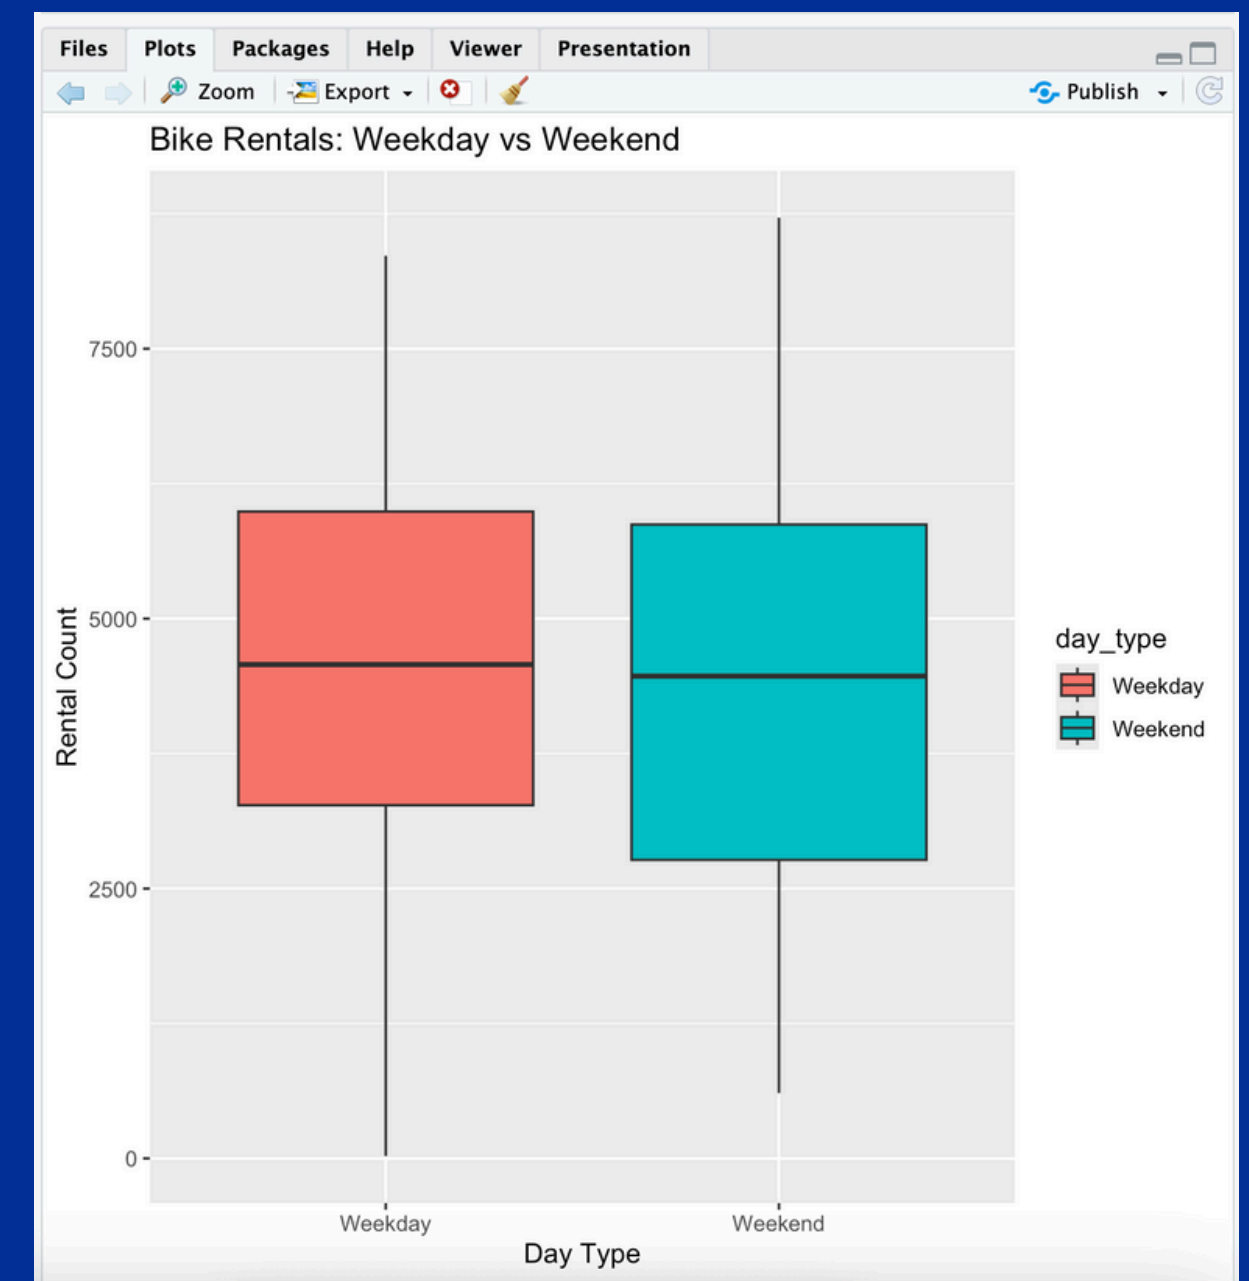 Files Plots Packages Help Viewer Presentation
Zoom Export Publish
Bike Rentals: Weekday vs Weekend
7500
5000
2500
0
Rental Count
Weekday Weekend
Day Type
day_type
Weekday
Weekend